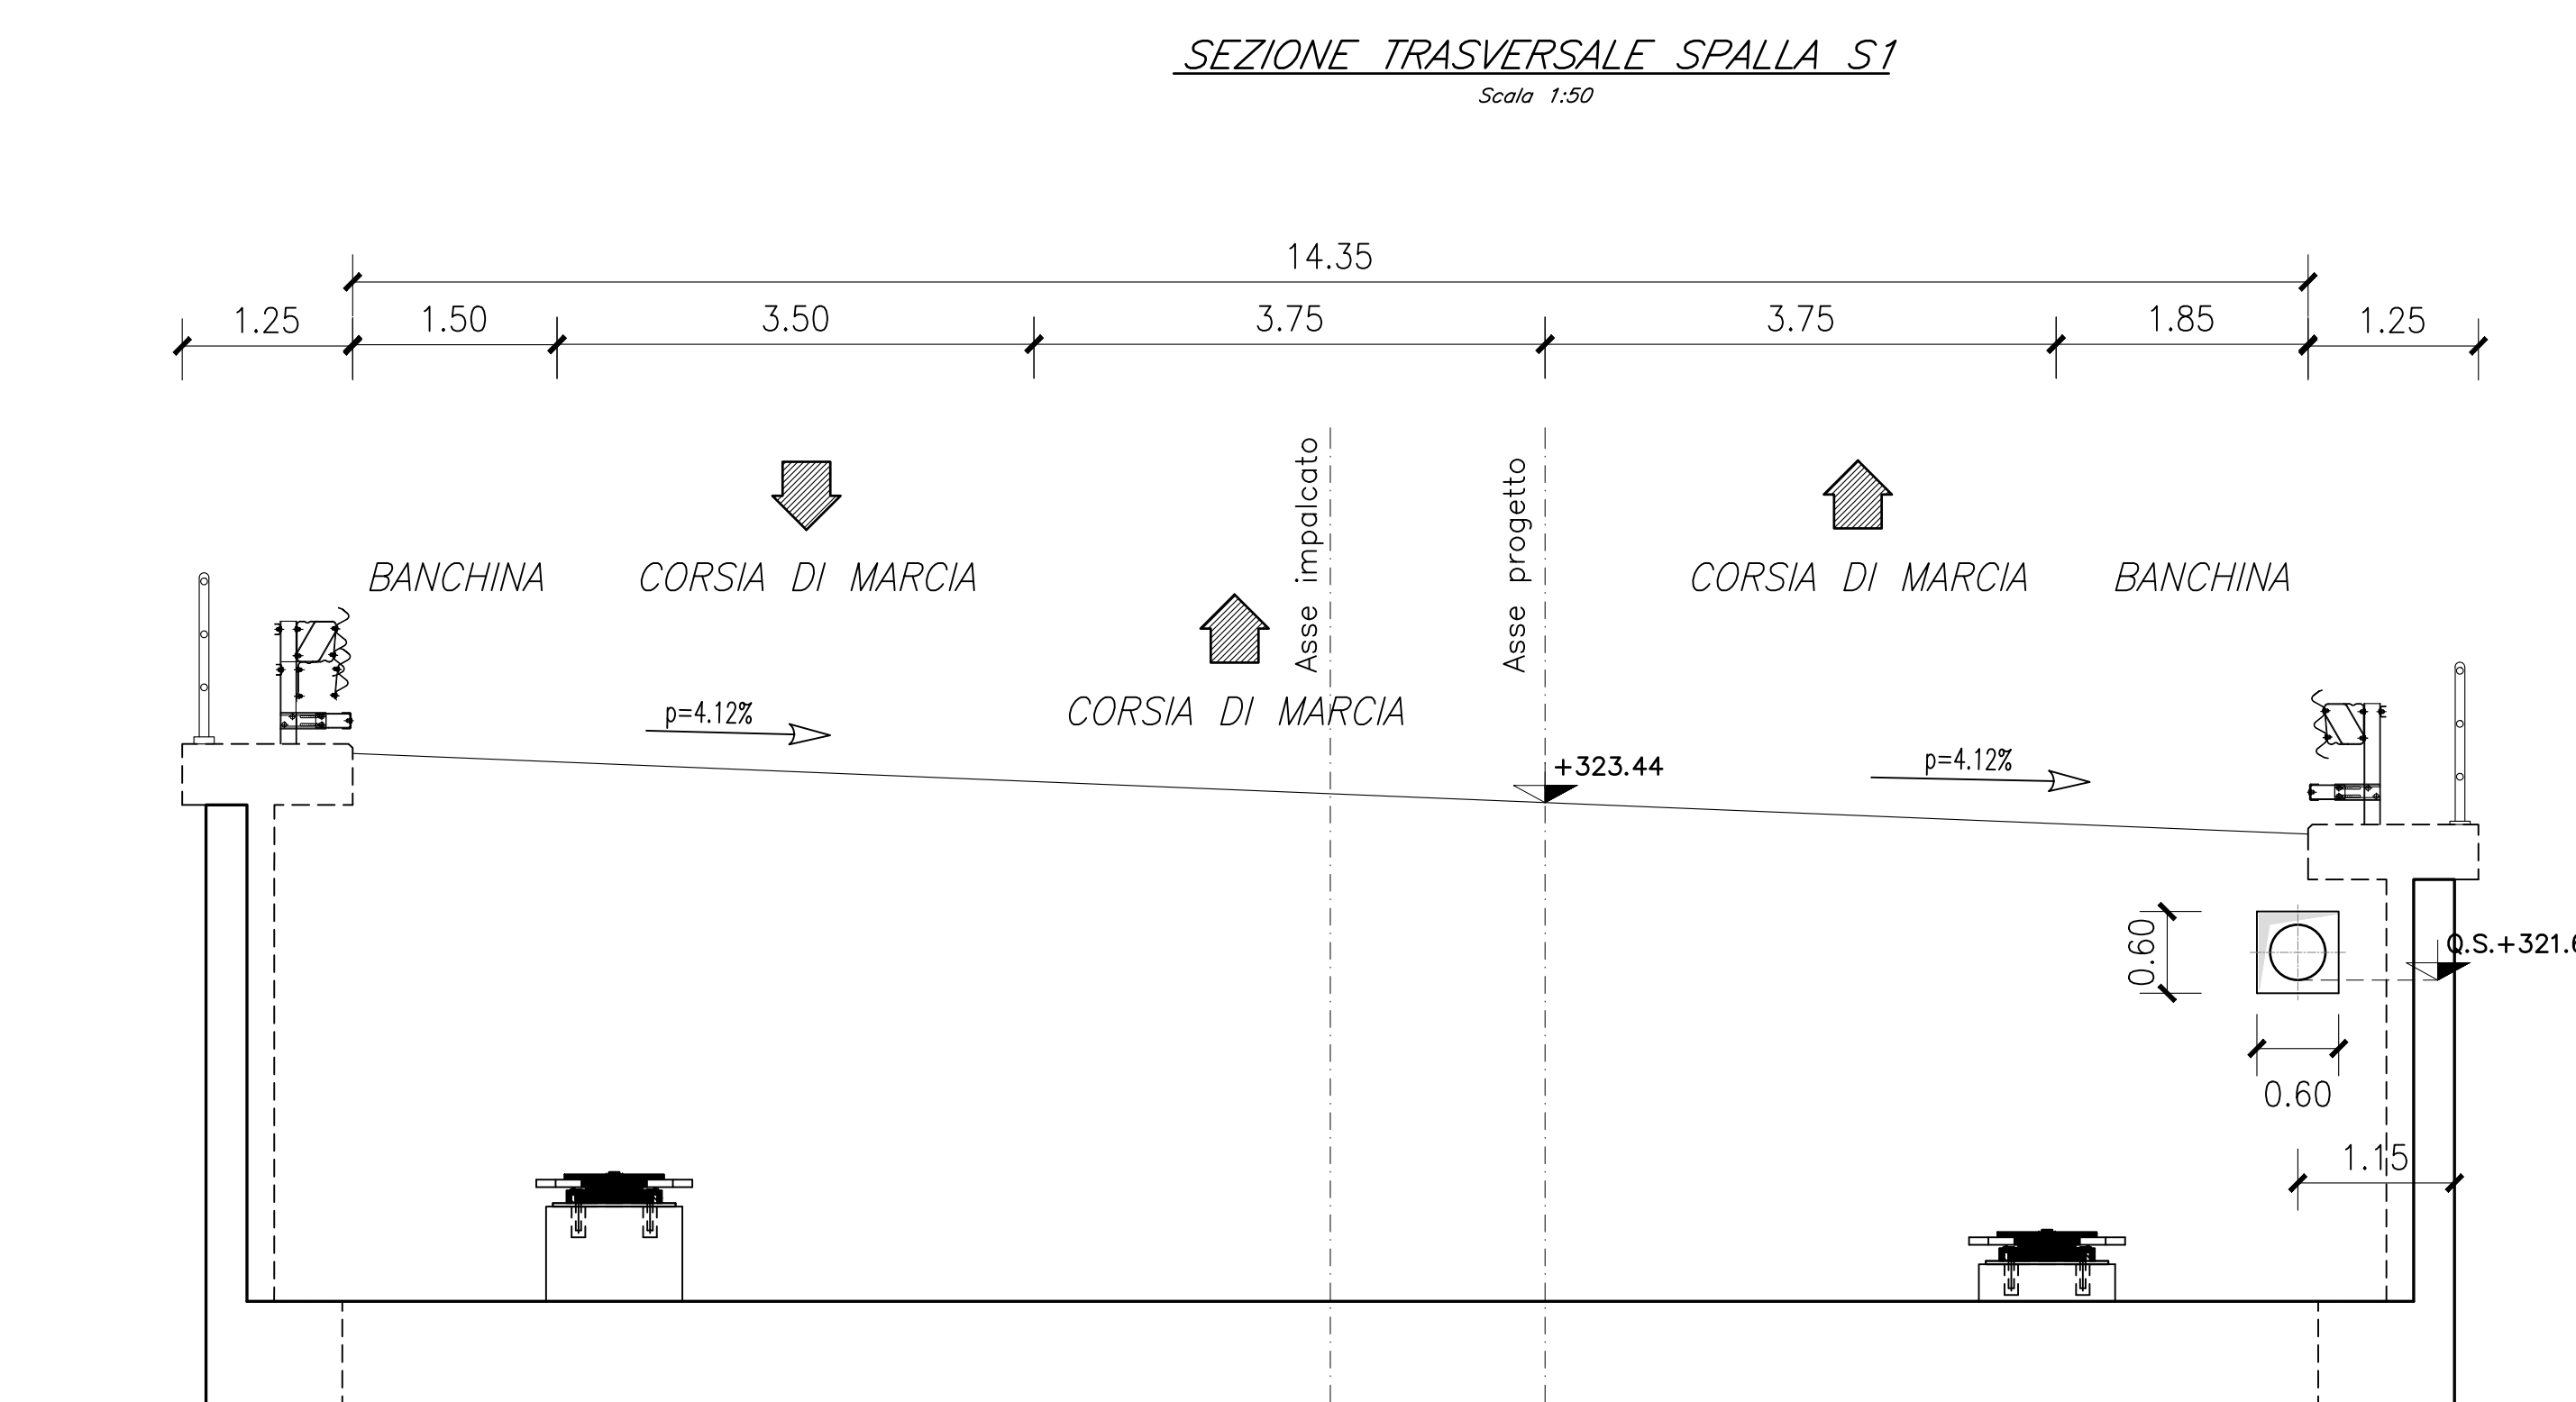 SEZIONE TRASVERSALE SPALLA S1
Scala 1:50
14.35
1.25 1.50 3.50 3.75 3.75 1.85 1.25
Asse impalcato
Asse progetto
BANCHINA CORSIA DI MARCIA CORSIA DI MARCIA BANCHINA
CORSIA DI MARCIA
p=4.12%
+323.44
p=4.12%
0.60
Q.S.+321.6
0.60
1.15